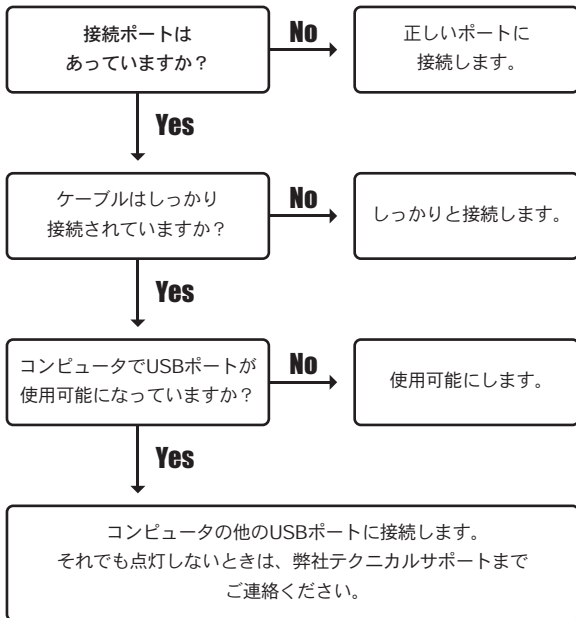 接続ポートは
あっていますか？
No
正しいポートに
接続します。
Yes
ケーブルはしっかり
接続されていますか？
No
しっかりと接続します。
Yes
コンピュータでUSBポートが
使用可能になっていますか？
No
使用可能にします。
Yes
コンピュータの他のUSBポートに接続します。
それでも点灯しないときは、弊社テクニカルサポートまで
ご連絡ください。